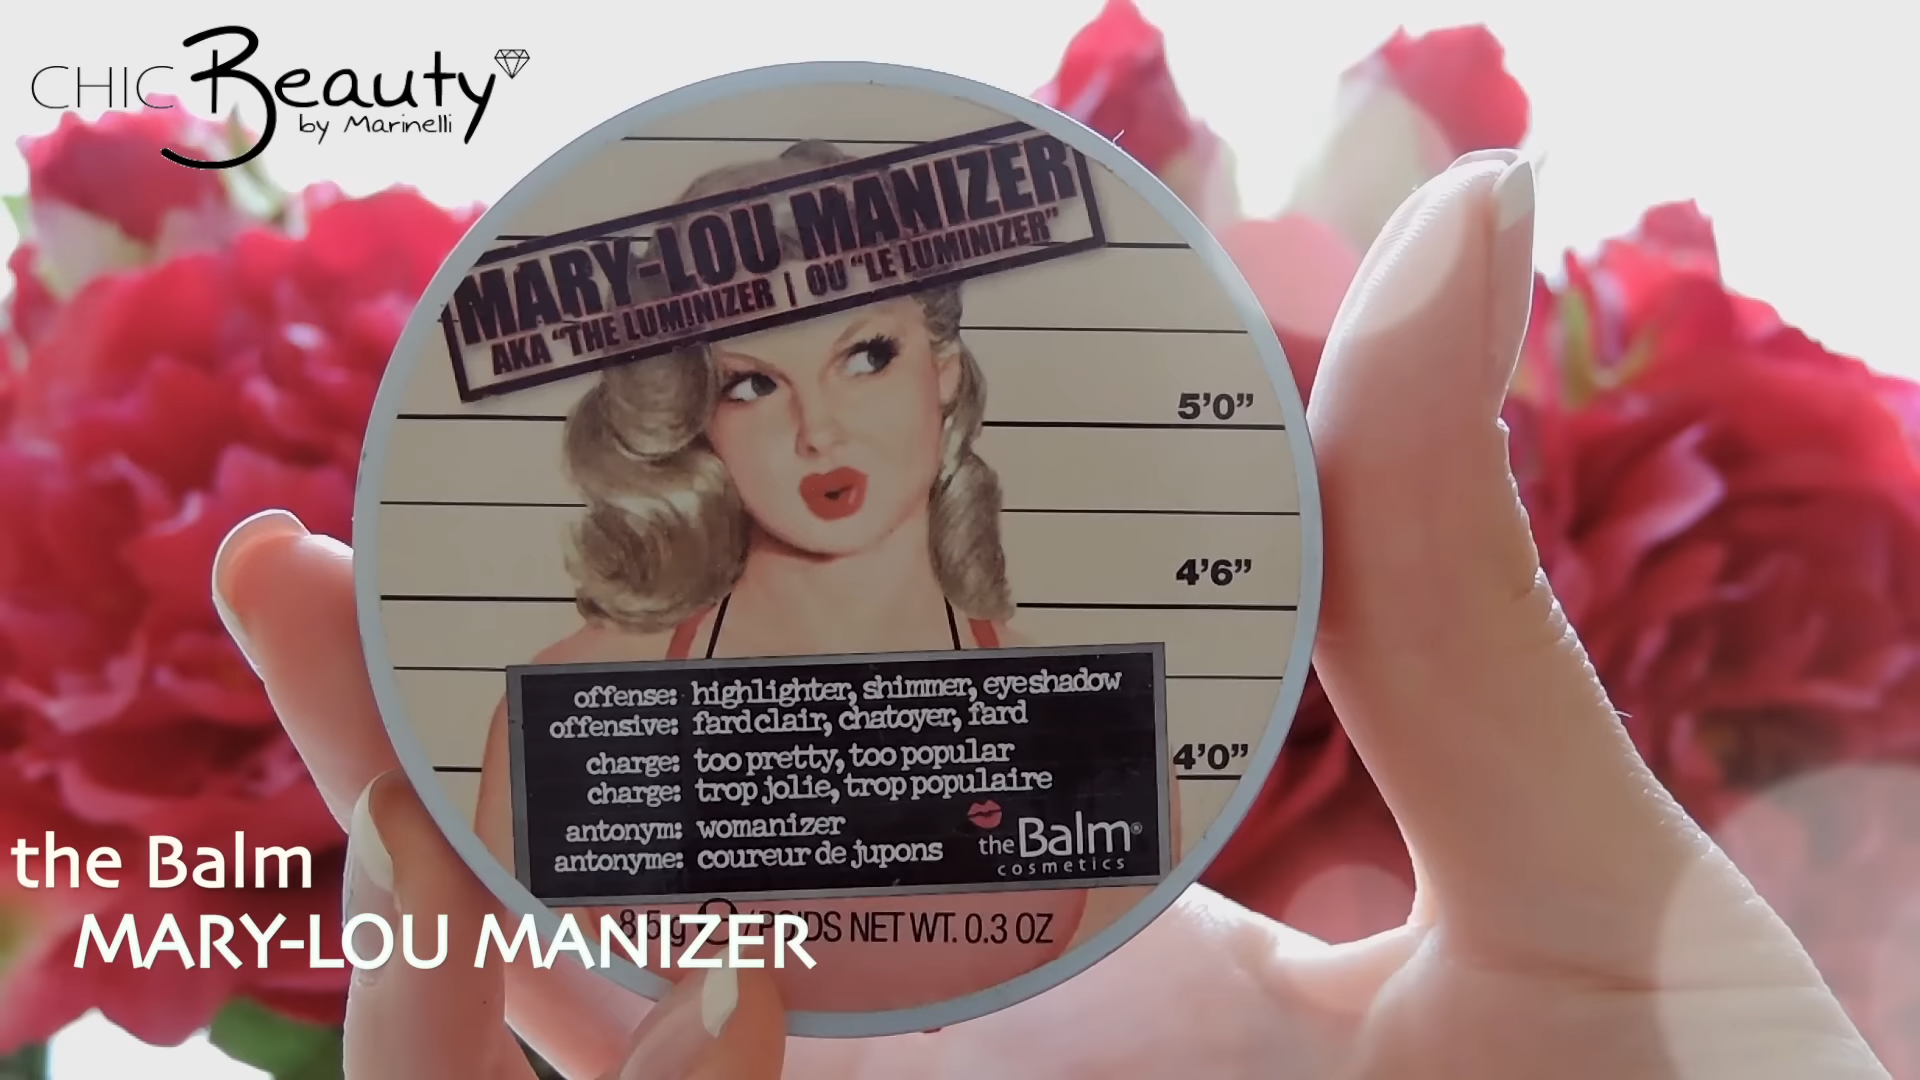 CHIC Beauty
by Marinelli
MARY-LOU MANIZER
AKA "THE LUMINIZER | OU "LE LUMINIZER"
5'0”
4'6”
4'0”
offense: highlighter, shimmer, eyeshadow
offensive: fard clair, chatoyer, fard
charge: too pretty, too popular
charge: trop jolie, trop populaire
antonym: womanizer
antonyme: coureur de jupons
the Balm®
cosmetics
8.5 g / POIDS NET WT. 0.3 OZ
the Balm
MARY-LOU MANIZER